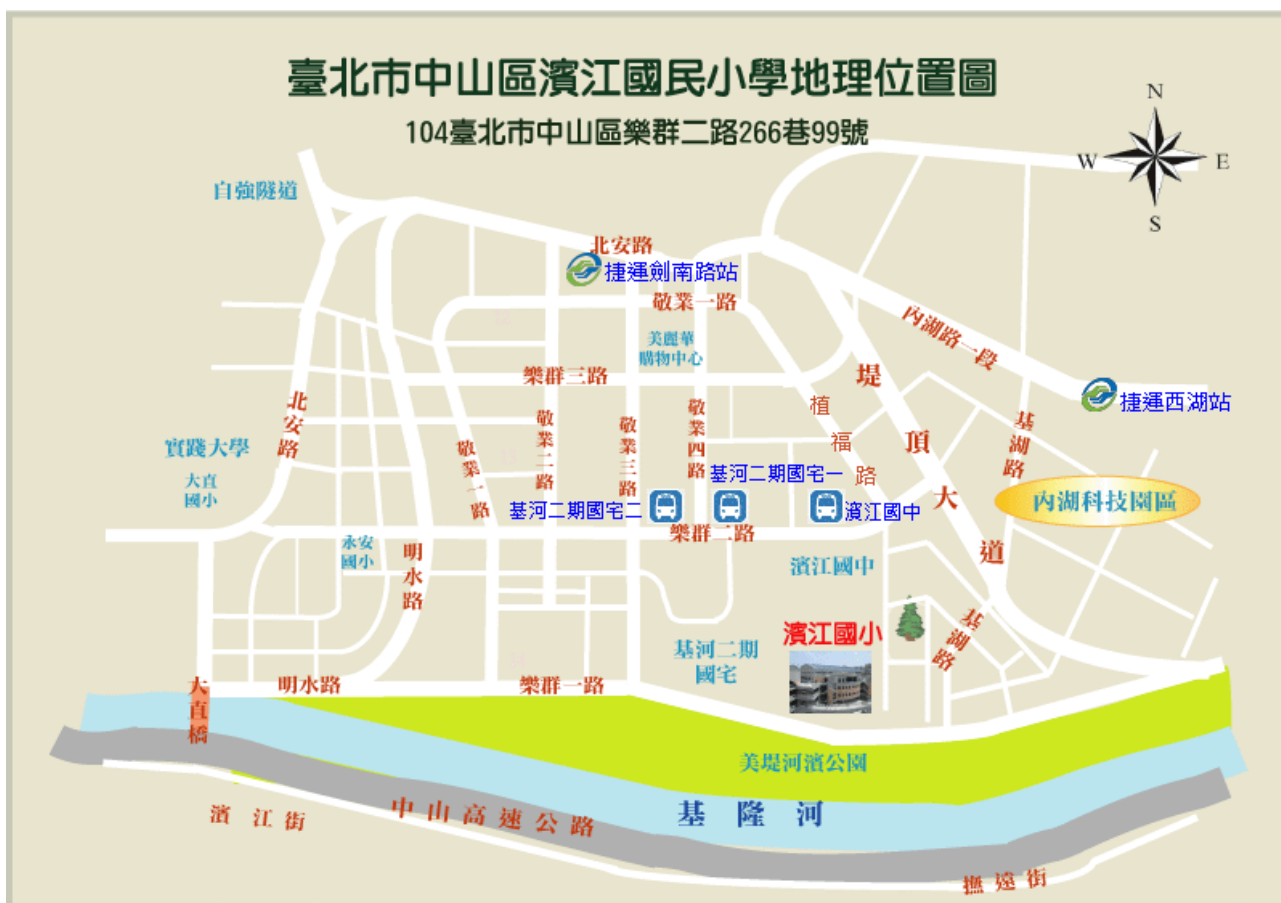 臺北市中山區濱江國民小學地理位置圖
104臺北市中山區樂群二路266巷99號
N
W
E
S
自強隧道
北安路
捷運劍南路站
敬業一路
內湖路一段
美麗華
購物中心
樂群三路
堤頂大道
捷運西湖站
植福路
北安路
敬業一路
敬業二路
敬業三路
敬業四路
基湖路
實踐大學
大直
國小
基河二期國宅一
基河二期國宅二
濱江國中
內湖科技園區
樂群二路
永安
國小
明水路
濱江國中
基湖路
濱江國小
基河二期
國宅
明水路
樂群一路
大直橋
美堤河濱公園
濱江街
中山高速公路
基隆河
撫遠街